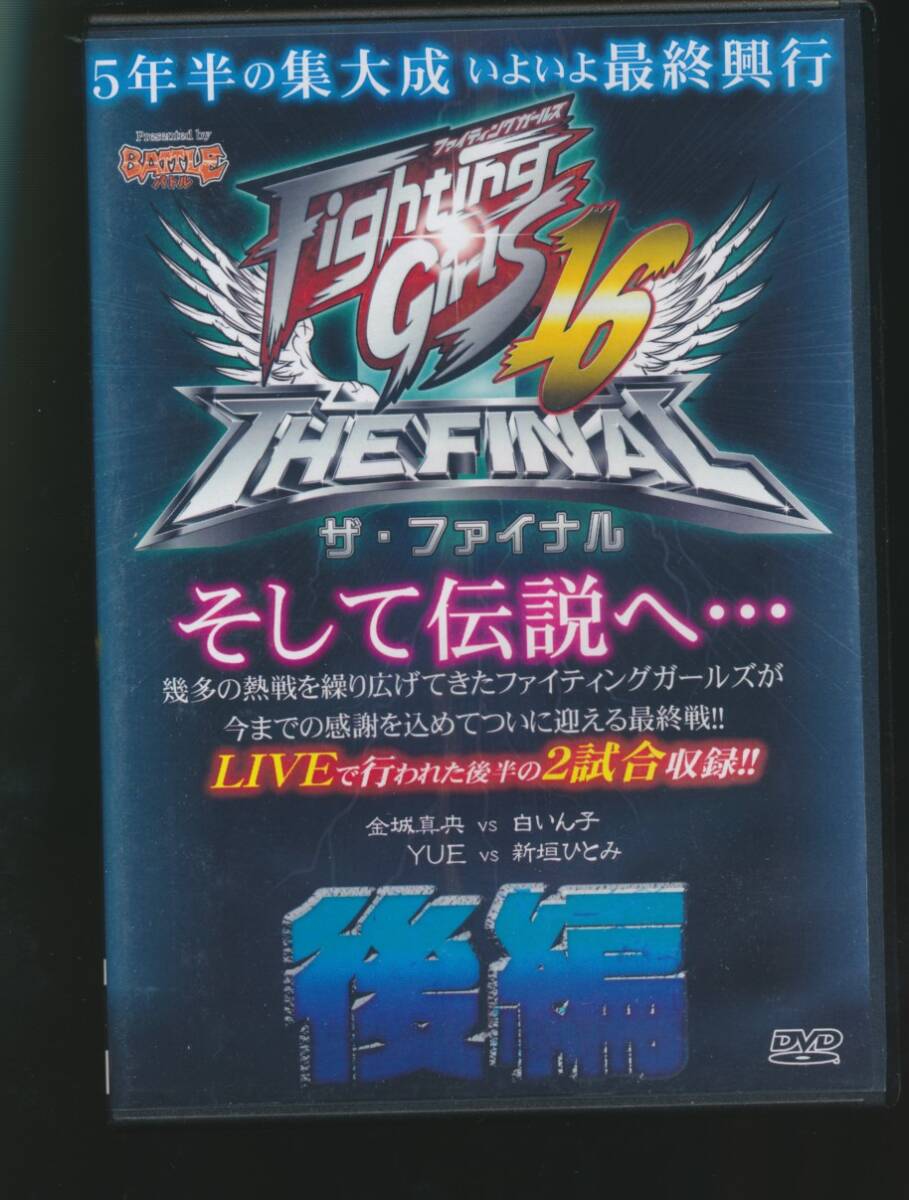 5年半の集大成 いよいよ最終興行
Presented by
BATTLE
バトル
ファイティングガールズ
Fighting
Girls 16
THE FINAL
ザ・ファイナル
そして伝説へ…
幾多の熱戦を繰り広げてきたファイティングガールズが
今までの感謝を込めてついに迎える最終戦!!
LIVEで行われた後半の2試合収録!!
金城真央 vs 白いん子
YUE vs 新垣ひとみ
後編
DVD